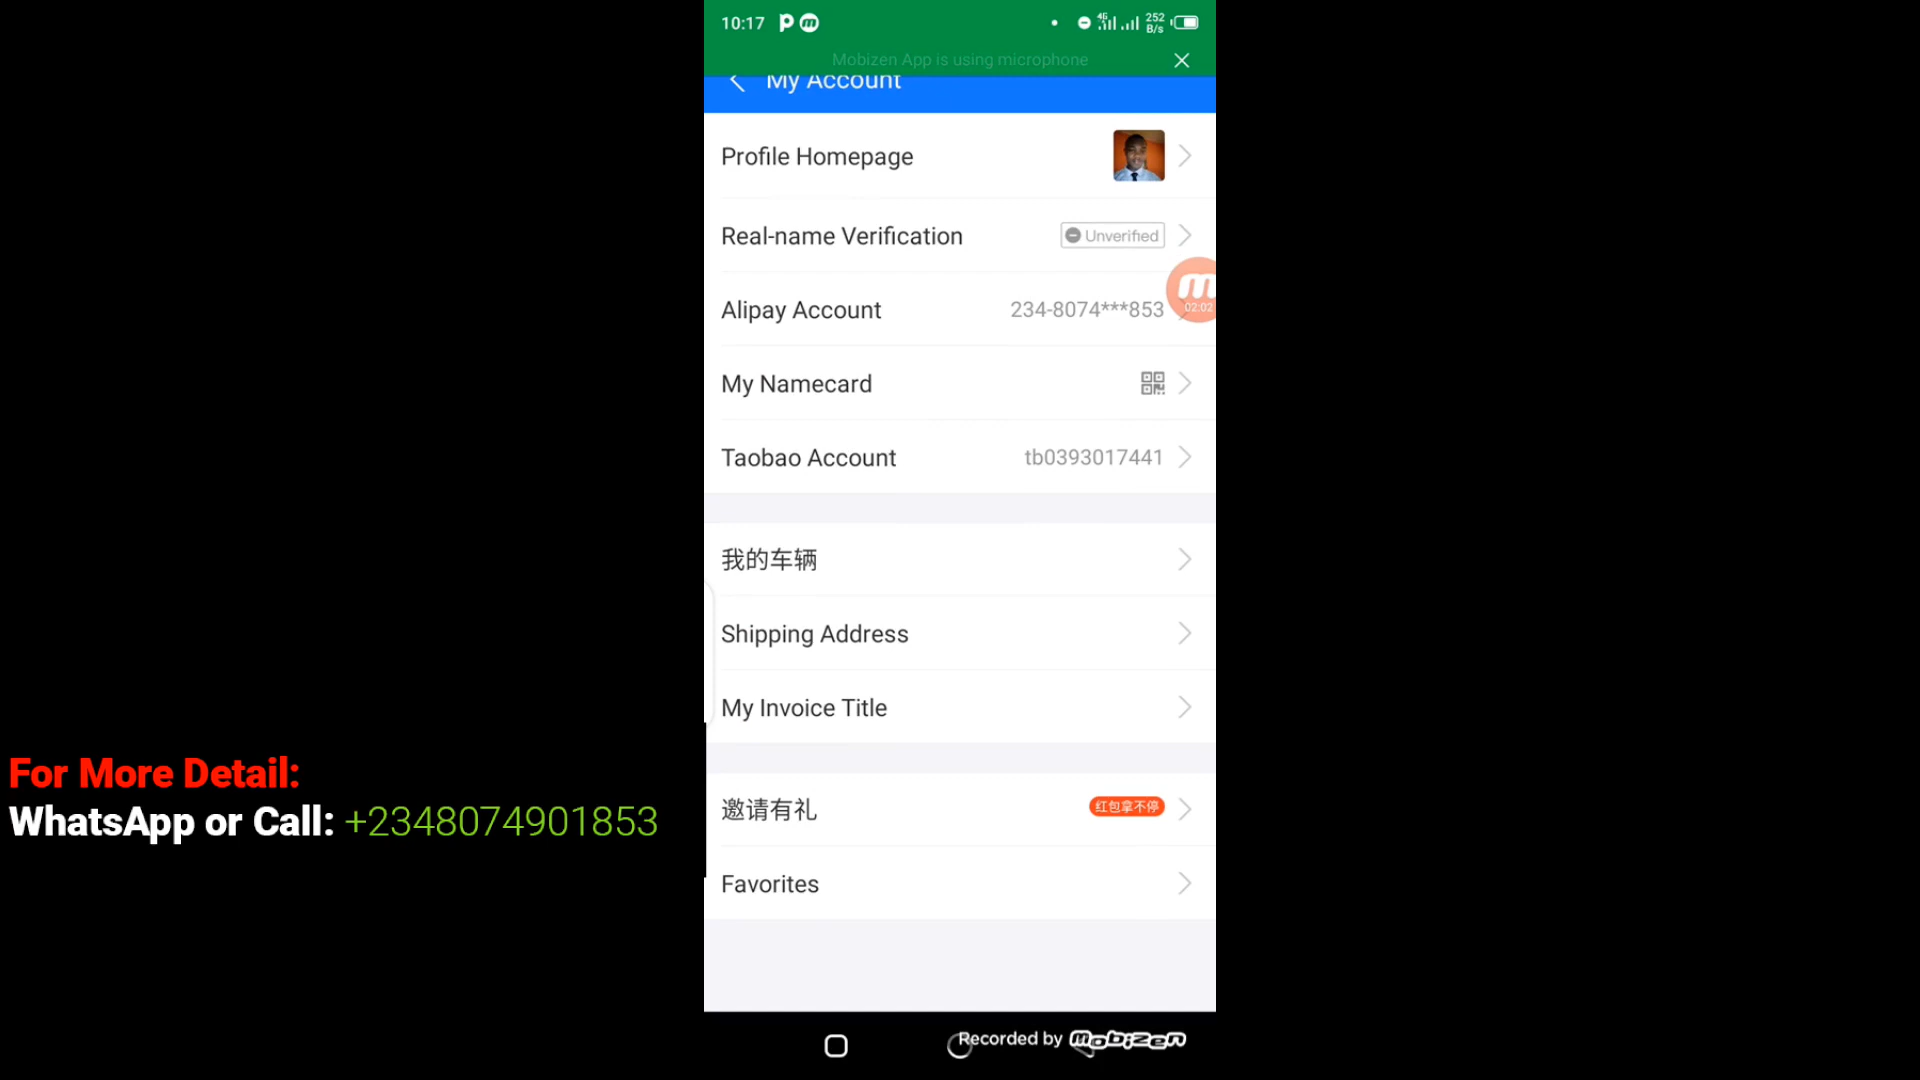 10:17
4G
252
B/s
Mobizen App is using microphone
My Account
Profile Homepage
Real-name Verification
Unverified
Alipay Account
234-8074***853
02:02
My Namecard
Taobao Account
tb0393017441
我的车辆
Shipping Address
My Invoice Title
邀请有礼
红包拿不停
Favorites
For More Detail:
WhatsApp or Call: +2348074901853
Recorded by mobizen